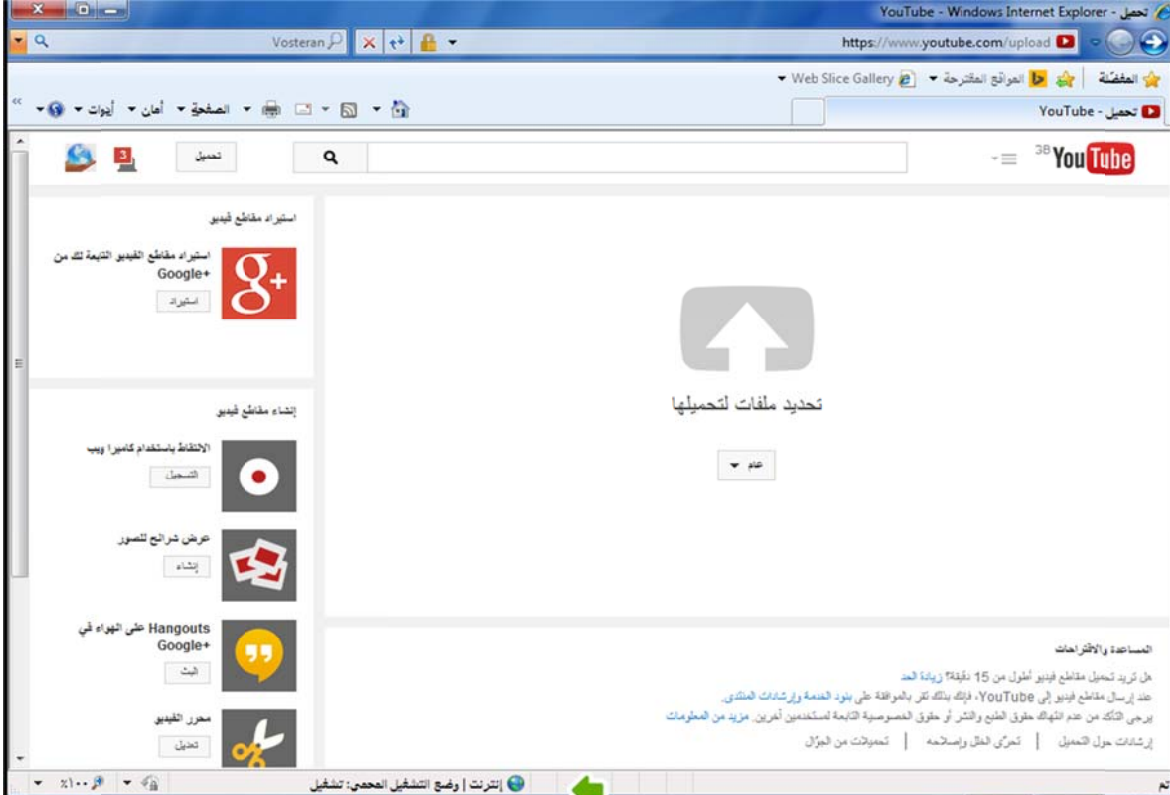 تحميل - YouTube - Windows Internet Explorer
https://www.youtube.com/upload
Vosteran
المفضلة
المواقع المقترحة
Web Slice Gallery
تحميل - YouTube
الصفحة
أمان
أدوات
YouTube 38
تحميل
3
استيراد مقاطع فيديو
استيراد مقاطع الفيديو التابعة لك من
Google+
استيراد
تحديد ملفات لتحميلها
عام
إنشاء مقاطع فيديو
الالتقاط باستخدام كاميرا ويب
التسجيل
عرض شرائح للصور
إنشاء
Hangouts على الهواء في
Google+
البث
محرر الفيديو
تعديل
المساعدة والاقتراحات
هل تريد تحميل مقاطع فيديو أطول من 15 دقيقة؟ زيادة الحد
عند إرسال مقاطع فيديو إلى YouTube، فإنك بذلك تقر بالموافقة على بنود الخدمة وإرشادات المنتدى.
يرجى التأكد من عدم انتهاك حقوق الطبع والنشر أو حقوق الخصوصية التابعة لمستخدمين آخرين. مزيد من المعلومات
إرشادات حول التحميل | تحرّي الخلل وإصلاحه | تحميلات من الجوّال
تم
إنترنت | وضع التشغيل المحمي: تشغيل
١٠٠٪